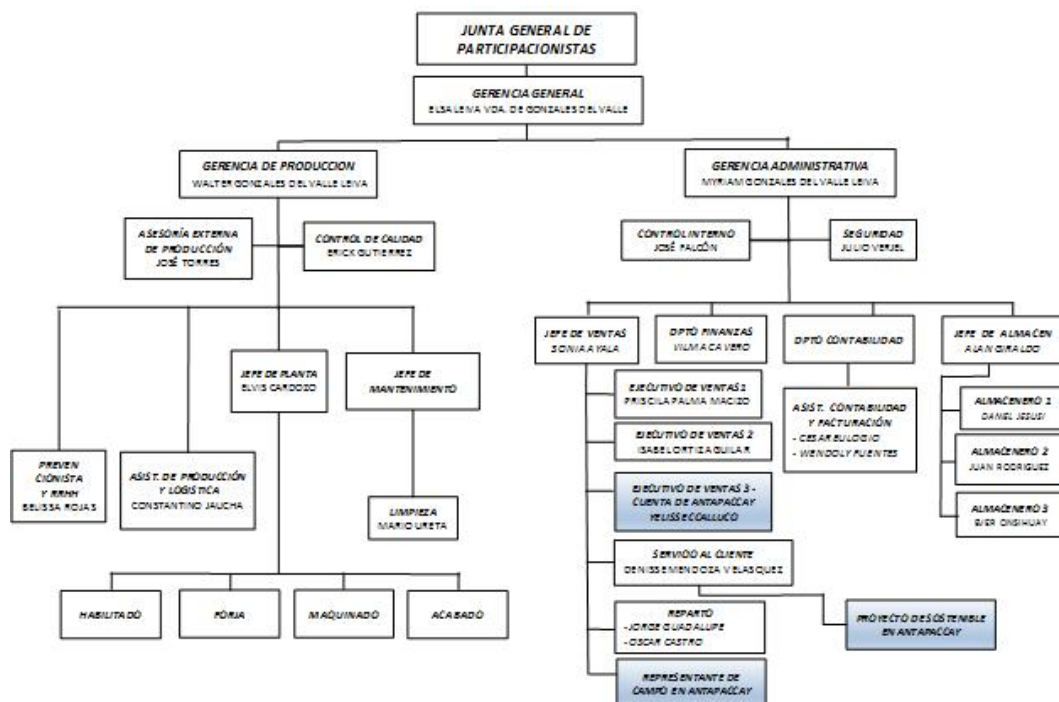 JUNTA GENERAL DE
PARTICIPACIONISTAS
GERENCIA GENERAL
ELSA LEIVA VDA. DE GONZALES DEL VALLE
GERENCIA DE PRODUCCION
WALTER GONZALES DEL VALLE LEIVA
GERENCIA ADMINISTRATIVA
MYRIAM GONZALES DEL VALLE LEIVA
ASESORÍA EXTERNA
DE PRODUCCIÓN
JOSÉ TORRES
CONTROL DE CALIDAD
ERICK GUTIERREZ
CONTROL INTERNO
JOSÉ FALCÓN
SEGURIDAD
JULIO VERJEL
JEFE DE PLANTA
ELVIS CARDOZO
JEFE DE
MANTENIMIENTO
PREVEN
CIONISTA
Y RRHH
BELISSA ROJAS
ASIST. DE PRODUCCIÓN
Y LOGISTICA
CONSTANTINO JAUCHA
LIMPIEZA
MARIO URETA
HABILITADO
FORJA
MAQUINADO
ACABADO
JEFE DE VENTAS
SONIA AYALA
DPTO FINANZAS
VILMA CAVERO
DPTO CONTABILIDAD
JEFE DE ALMACEN
ALAN GIRALDO
EJECUTIVO DE VENTAS 1
PRISCILA PALMA MACIZO
EJECUTIVO DE VENTAS 2
ISABEL ORTIZ AGUILAR
EJECUTIVO DE VENTAS 3 -
CUENTA DE ANTAPACCAY
YELISSE CCALLUCO
SERVICIO AL CLIENTE
DENISSE MENDOZA VELASQUEZ
REPARTO
- JORGE GUADALUPE
- OSCAR CASTRO
REPRESENTANTE DE
CAMPO EN ANTAPACCAY
PROYECTO DE SOSTENIBLE
EN ANTAPACCAY
ASIST. CONTABILIDAD
Y FACTURACIÓN
- CESAR EULOGIO
- WENDOLY FUENTES
ALMACENERO 1
DANIEL JESUSI
ALMACENERO 2
JUAN RODRIGUEZ
ALMACENERO 3